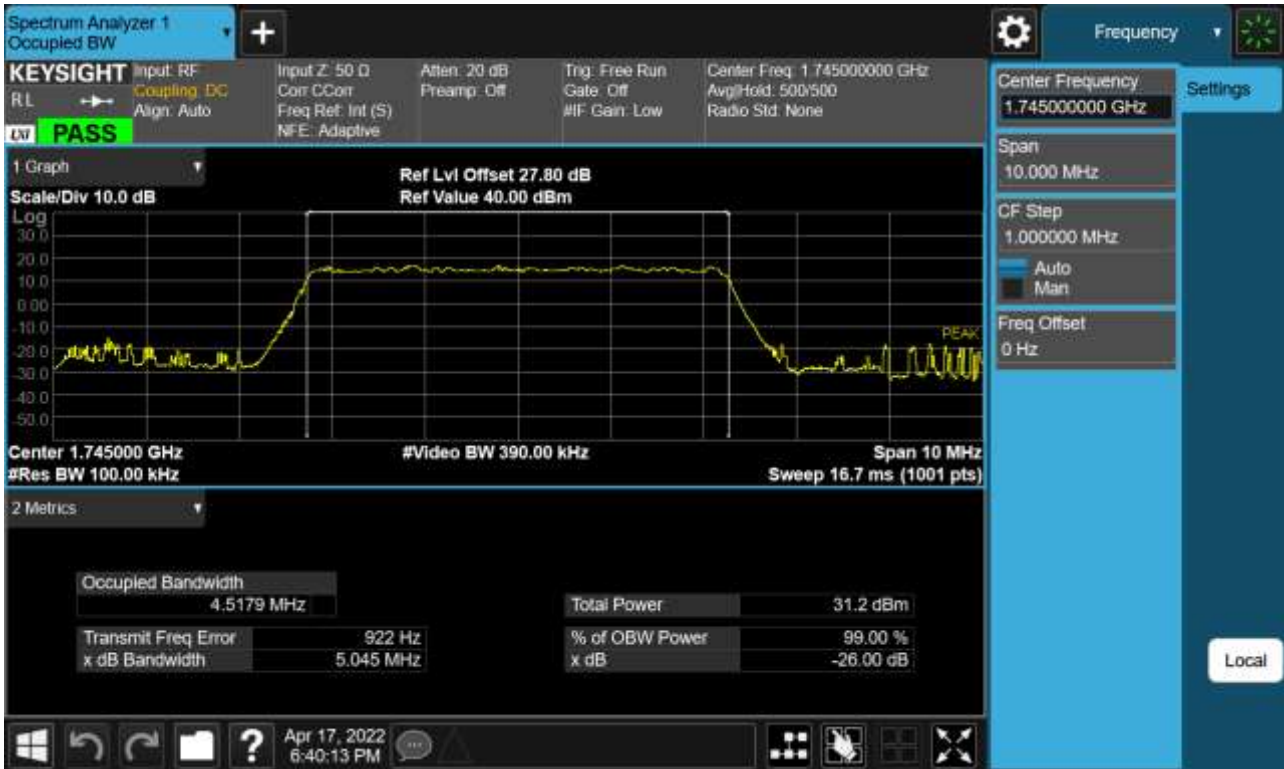 Spectrum Analyzer 1
Occupied BW
+
Frequency
KEYSIGHT
RL
LXI
PASS
Input: RF
Coupling: DC
Align: Auto
Input Z: 50 Ω
Corr CCorr
Freq Ref: Int (S)
NFE: Adaptive
Atten: 20 dB
Preamp: Off
Trig: Free Run
Gate: Off
#IF Gain: Low
Center Freq: 1.745000000 GHz
Avg|Hold: 500/500
Radio Std: None
1 Graph
Scale/Div 10.0 dB
Ref Lvl Offset 27.80 dB
Ref Value 40.00 dBm
Log
30.0
20.0
10.0
0.00
-10.0
-20.0
-30.0
-40.0
-50.0
PEAK
Center 1.745000 GHz
#Video BW 390.00 kHz
Span 10 MHz
#Res BW 100.00 kHz
Sweep 16.7 ms (1001 pts)
2 Metrics
Occupied Bandwidth
4.5179 MHz
Total Power 31.2 dBm
Transmit Freq Error 922 Hz
% of OBW Power 99.00 %
x dB Bandwidth 5.045 MHz
x dB -26.00 dB
Center Frequency
1.745000000 GHz
Settings
Span
10.000 MHz
CF Step
1.000000 MHz
Auto
Man
Freq Offset
0 Hz
Local
?
Apr 17, 2022
6:40:13 PM